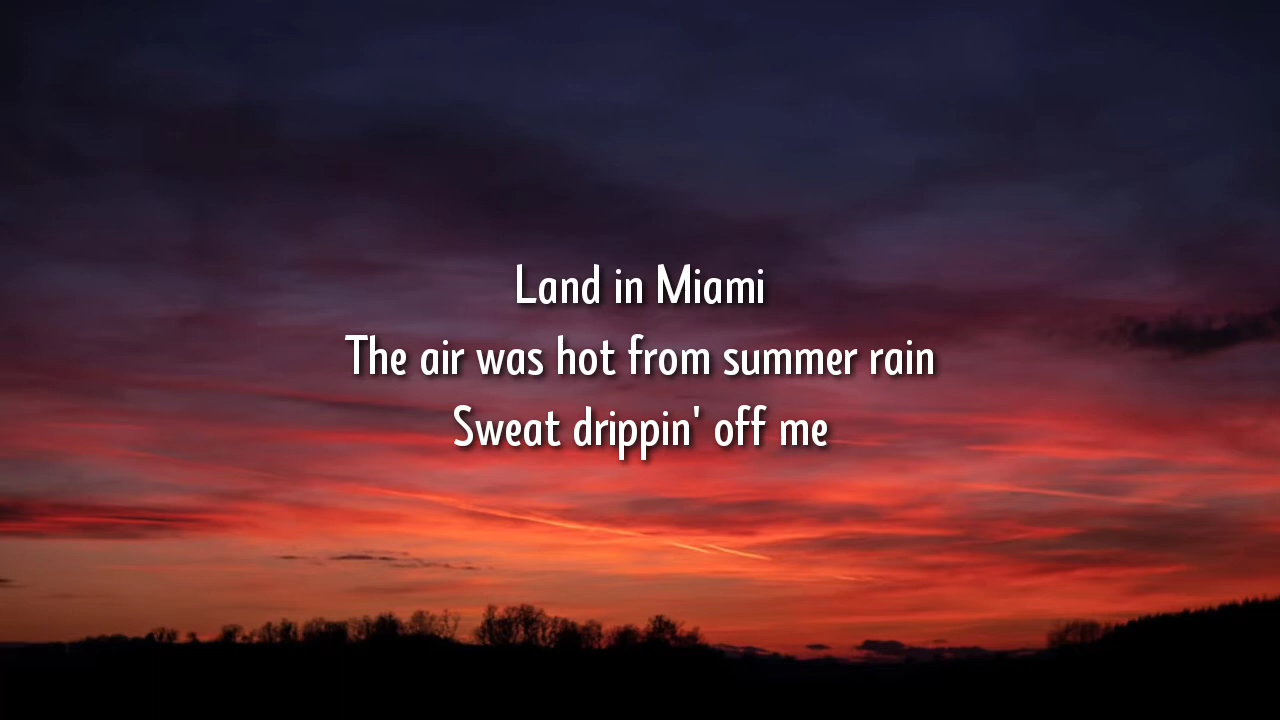 Land in Miami
The air was hot from summer rain
Sweat drippin' off me